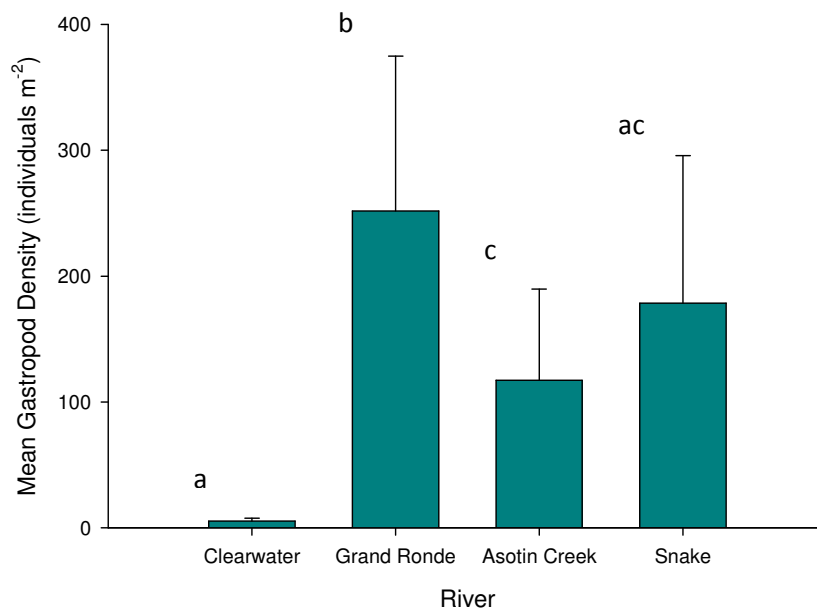 Mean Gastropod Density (individuals m⁻²)
400
300
200
100
0
a
b
c
ac
Clearwater
Grand Ronde
Asotin Creek
Snake
River